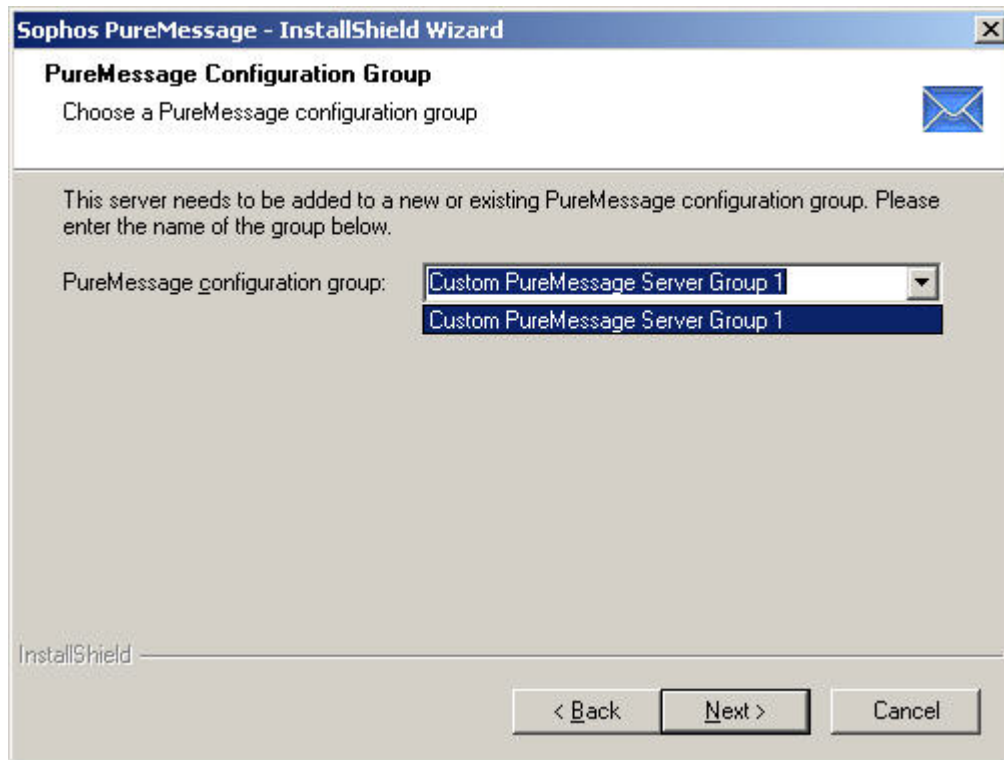 Sophos PureMessage - InstallShield Wizard
PureMessage Configuration Group
Choose a PureMessage configuration group
This server needs to be added to a new or existing PureMessage configuration group. Please
enter the name of the group below.
PureMessage configuration group: Custom PureMessage Server Group 1
Custom PureMessage Server Group 1
InstallShield
< Back Next > Cancel